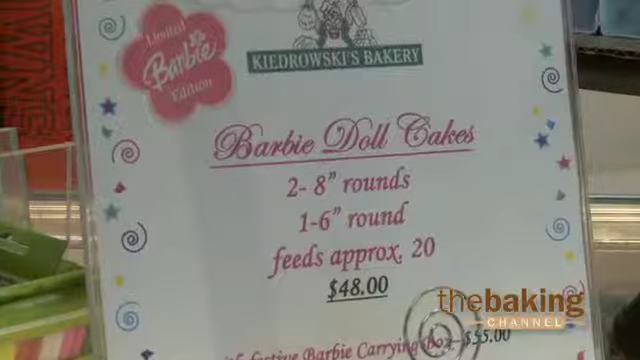 Limited
Barbie
Edition
KIEDROWSKI'S BAKERY
Barbie Doll Cakes
2- 8" rounds
1-6" round
feeds approx. 20
$48.00
festive Barbie Carrying Box $55.00
thebaking
CHANNEL